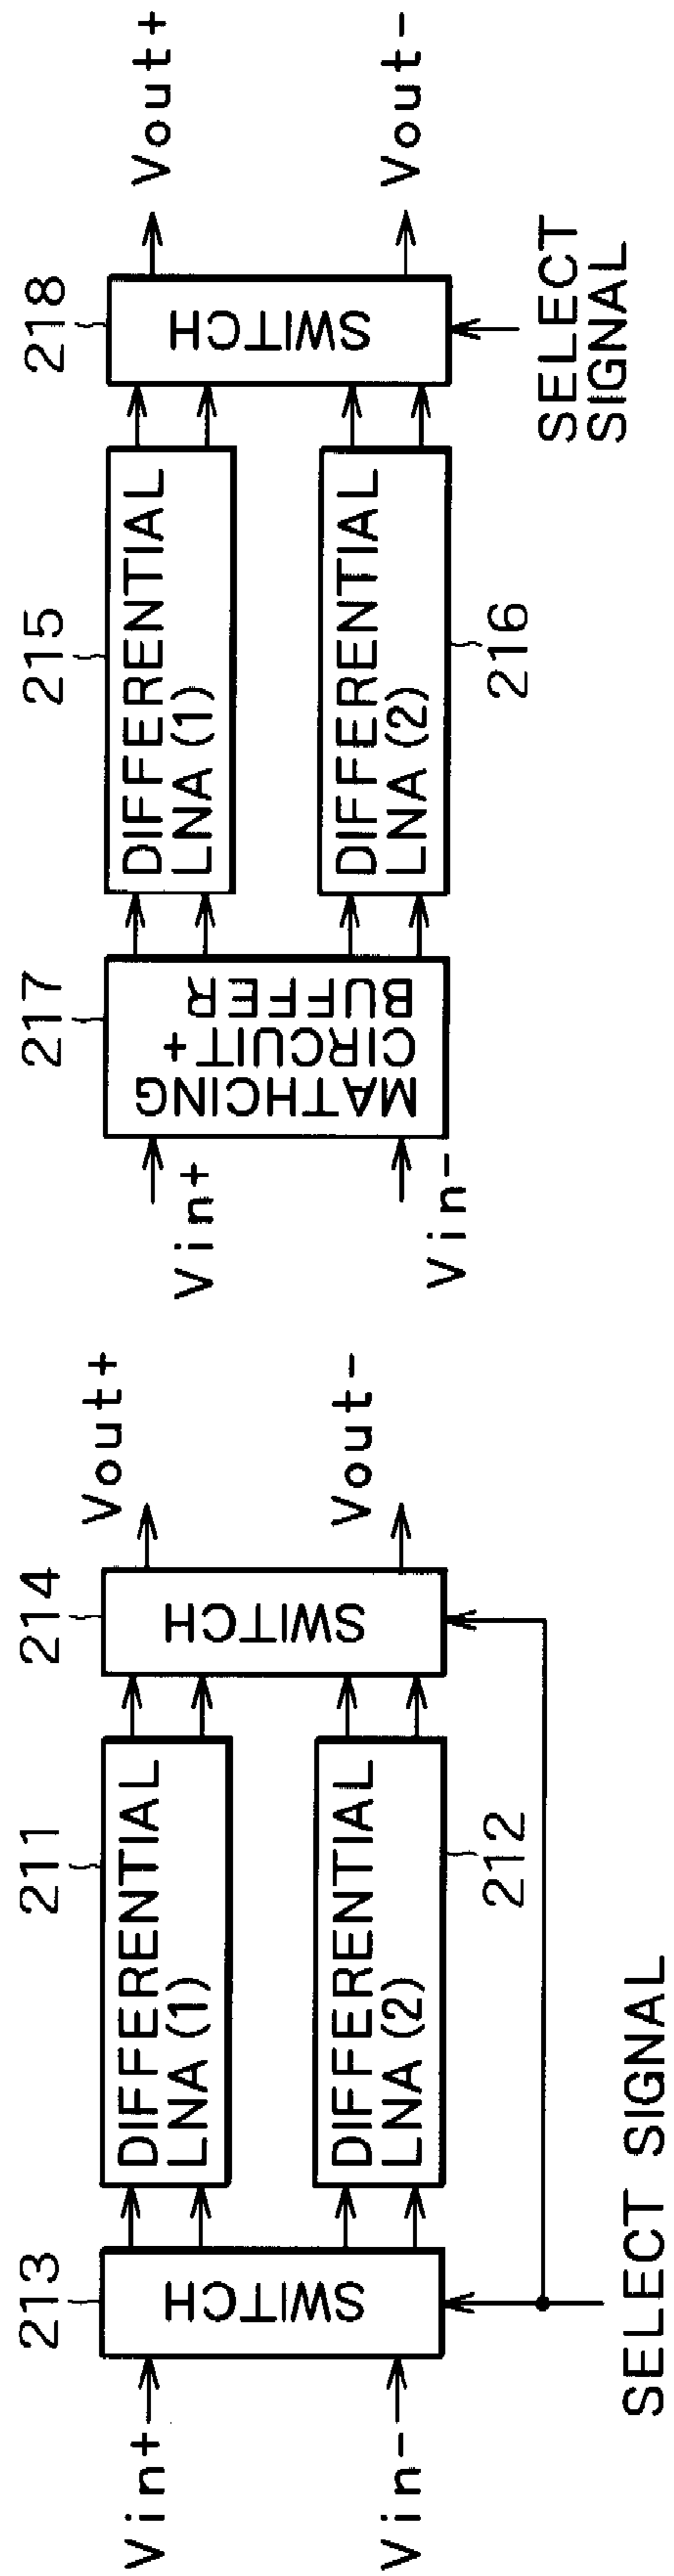 213
211
214
Vin+
SWITCH
DIFFERENTIAL
LNA (1)
SWITCH
Vout+
Vin-
DIFFERENTIAL
LNA (2)
Vout-
212
SELECT SIGNAL
217
215
218
Vin+
MATHCING
CIRCUIT+
BUFFER
DIFFERENTIAL
LNA (1)
SWITCH
Vout+
Vin-
DIFFERENTIAL
LNA (2)
Vout-
216
SELECT
SIGNAL